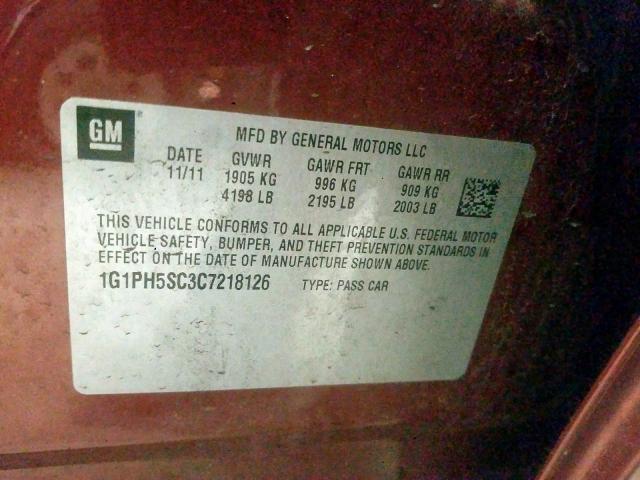 GM
MFD BY GENERAL MOTORS LLC
DATE GVWR GAWR FRT GAWR RR
11/11 1905 KG 996 KG 909 KG
4198 LB 2195 LB 2003 LB
THIS VEHICLE CONFORMS TO ALL APPLICABLE U.S. FEDERAL MOTOR
VEHICLE SAFETY, BUMPER, AND THEFT PREVENTION STANDARDS IN
EFFECT ON THE DATE OF MANUFACTURE SHOWN ABOVE.
1G1PH5SC3C7218126 TYPE: PASS CAR